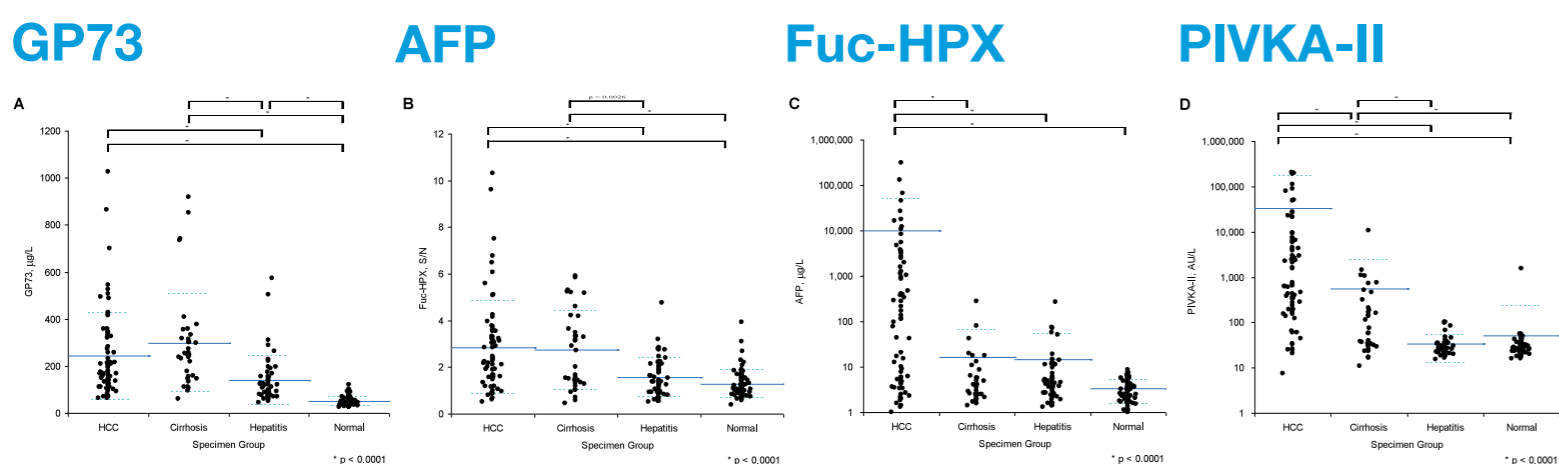 GP73
AFP
Fuc-HPX
PIVKA-II
A
* *
*
*
*
1200
1000
800
600
400
200
0
GP73, µg/L
HCC Cirrhosis Hepatitis Normal
Specimen Group
* p < 0.0001
B
p = 0.0026
*
*
*
12
10
8
6
4
2
0
Fuc-HPX, S/N
HCC Cirrhosis Hepatitis Normal
Specimen Group
* p < 0.0001
C
*
*
*
1,000,000
100,000
10,000
1,000
100
10
1
AFP, µg/L
HCC Cirrhosis Hepatitis Normal
Specimen Group
* p < 0.0001
D
*
* *
*
*
1,000,000
100,000
10,000
1,000
100
10
1
PIVKA-II, AU/L
HCC Cirrhosis Hepatitis Normal
Specimen Group
* p < 0.0001